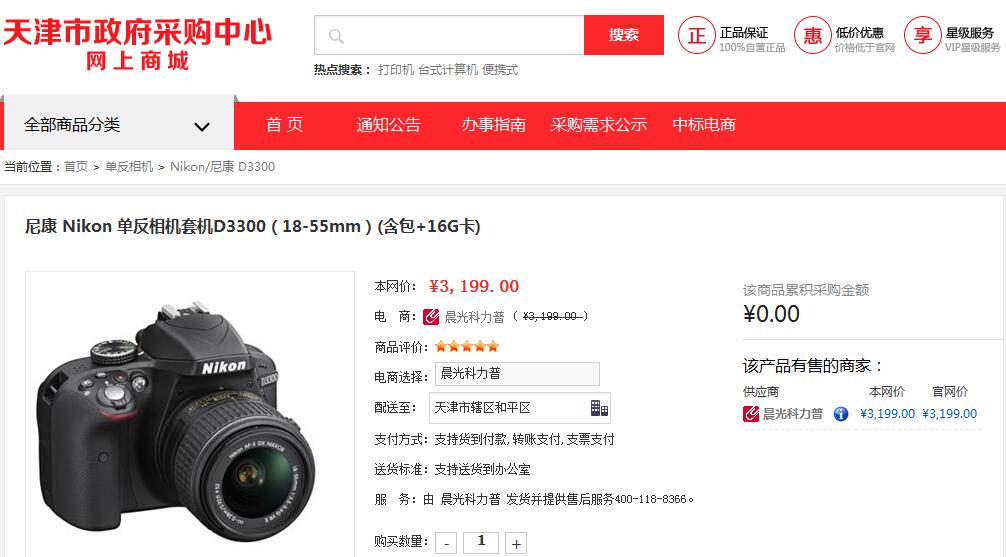 天津市政府采购中心
网上商城
搜索
热点搜索： 打印机 台式计算机 便携式
正 正品保证
100%自营正品
惠 低价优惠
价格低于官网
享 星级服务
VIP星级服务
全部商品分类 首 页 通知公告 办事指南 采购需求公示 中标电商
当前位置：首页 > 单反相机 > Nikon/尼康 D3300
尼康 Nikon 单反相机套机D3300（18-55mm）(含包+16G卡)
本网价： ¥3,199.00
电 商： 晨光科力普 （ ¥3,199.00 ）
商品评价：
电商选择： 晨光科力普
配送至： 天津市辖区和平区
支付方式：支持货到付款,转账支付,支票支付
送货标准：支持送货到办公室
服 务：由 晨光科力普 发货并提供售后服务400-118-8366。
购买数量： - 1 +
该商品累积采购金额
¥0.00
该产品有售的商家：
供应商 本网价 官网价
晨光科力普 ¥3,199.00 ¥3,199.00
Nikon
D3300